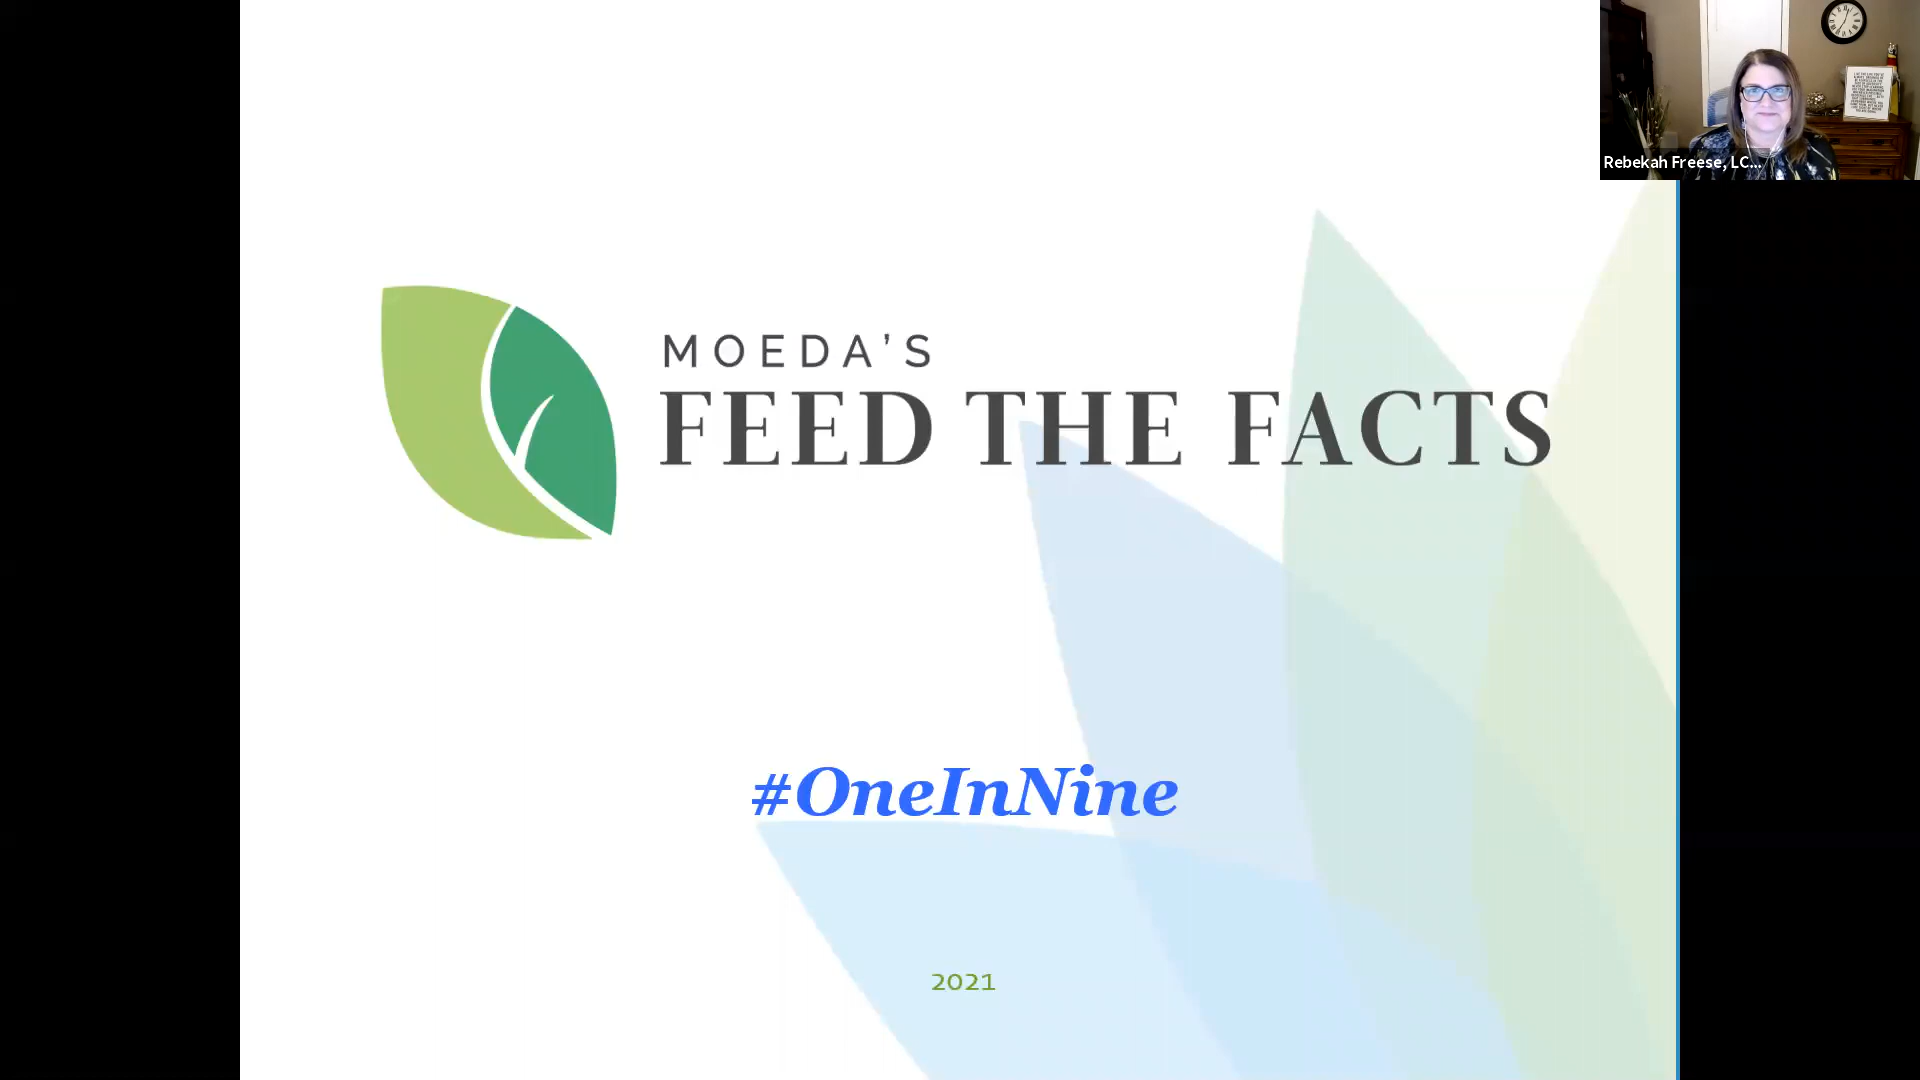 Rebekah Freese, LC...
MOEDA'S
FEED THE FACTS
#OneInNine
2021